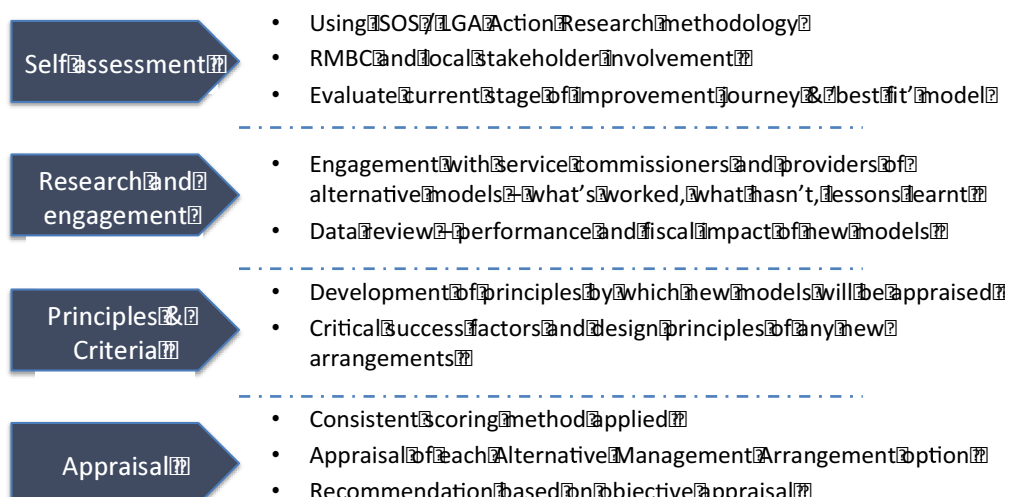 Self assessment
• Using ISOS / LGA Action Research methodology
• RMBC and local stakeholder involvement
• Evaluate current stage of improvement journey & 'best fit' model
Research and
engagement
• Engagement with service commissioners and providers of
alternative models – what's worked, what hasn't, lessons learnt
• Data review – performance and fiscal impact of new models
Principles &
Criteria
• Development of principles by which new models will be appraised
• Critical success factors and design principles of any new
arrangements
Appraisal
• Consistent scoring method applied
• Appraisal of each Alternative Management Arrangement option
• Recommendation based on objective appraisal